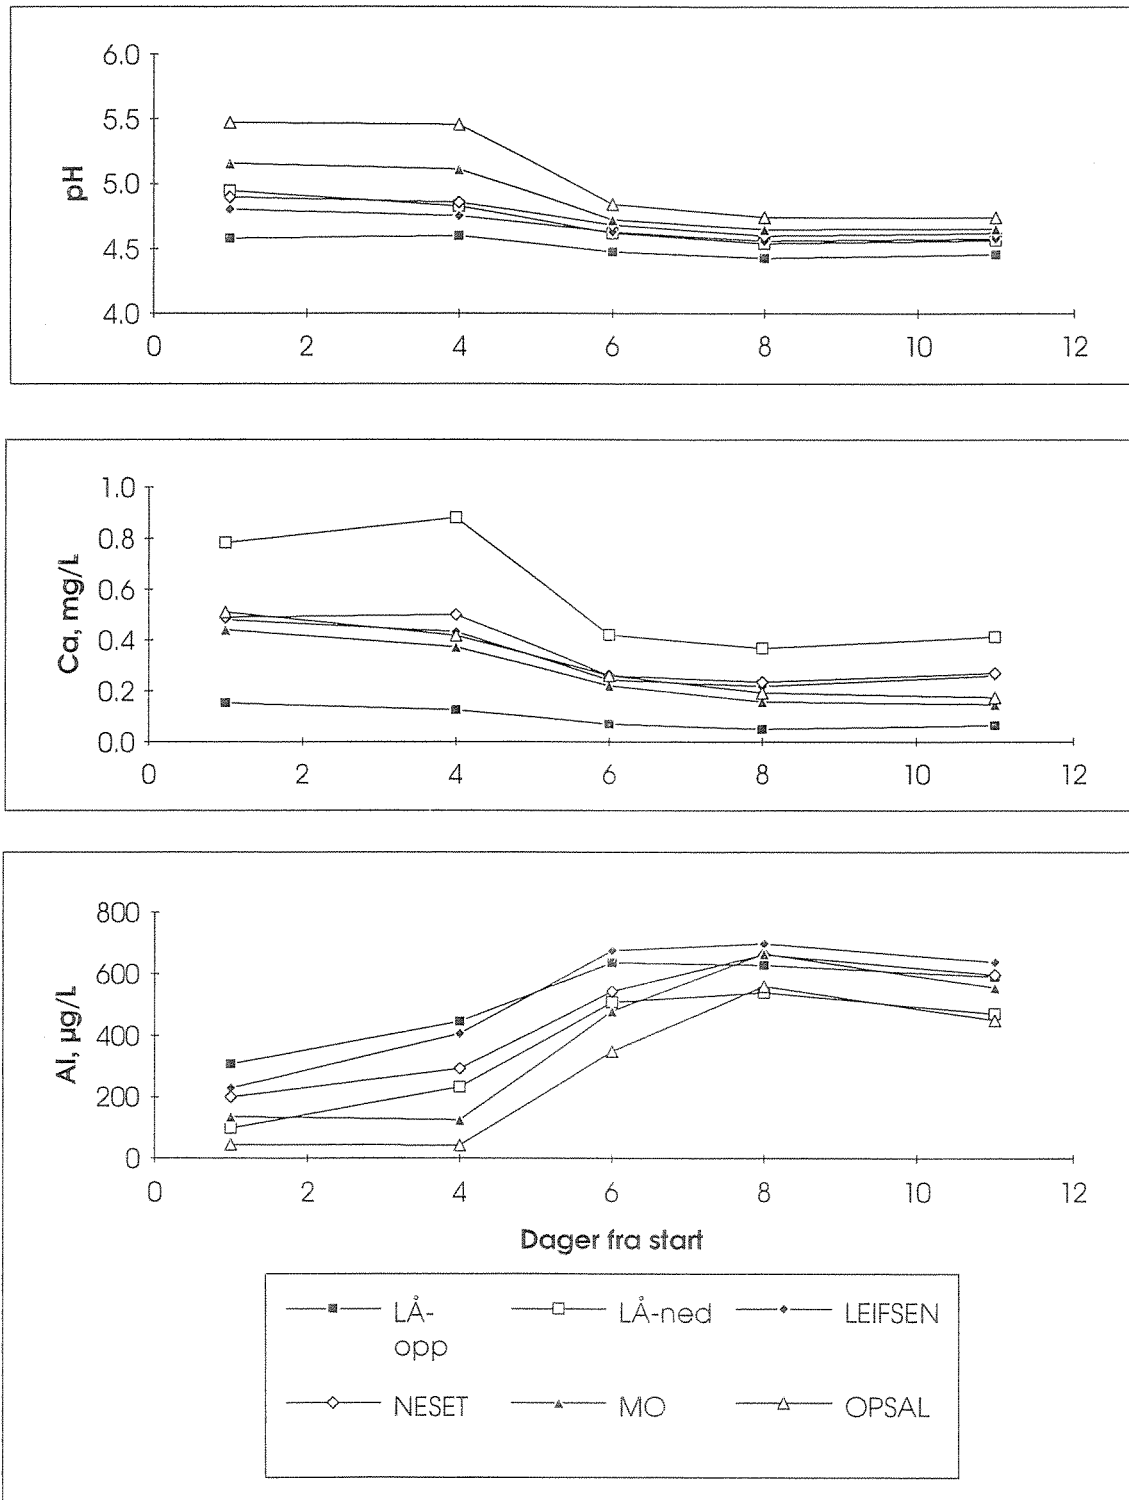 6.0
5.5
5.0
4.5
4.0
pH
0 2 4 6 8 10 12
1.0
0.8
0.6
0.4
0.2
0.0
Ca, mg/L
0 2 4 6 8 10 12
800
600
400
200
0
Al, µg/L
0 2 4 6 8 10 12
Dager fra start
LÅ-
opp
LÅ-ned
LEIFSEN
NESET
MO
OPSAL